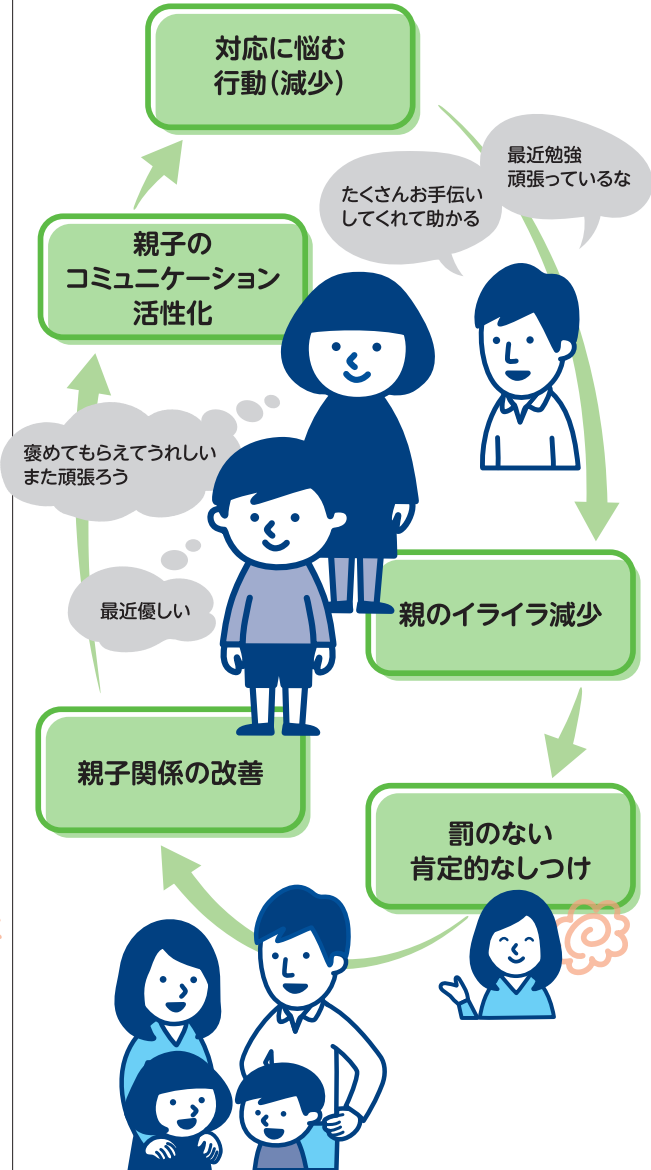 対応に悩む
行動（減少）
最近勉強
頑張っているな
たくさんお手伝い
してくれて助かる
親子の
コミュニケーション
活性化
褒めてもらえてうれしい
また頑張ろう
最近優しい
親のイライラ減少
親子関係の改善
罰のない
肯定的なしつけ